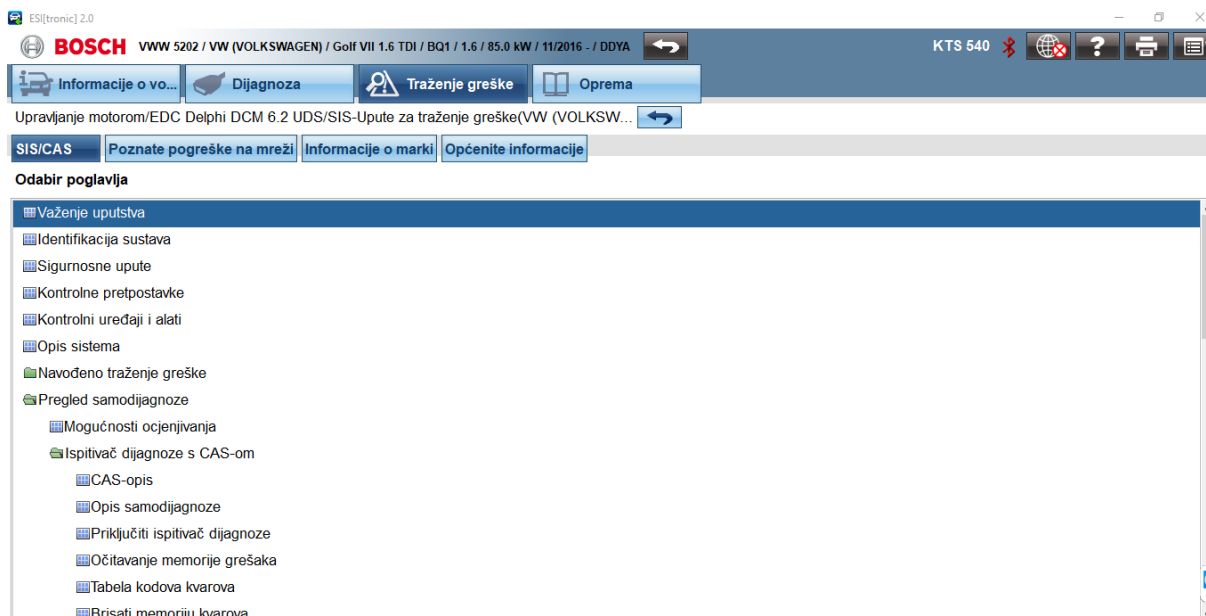 ESI[tronic] 2.0
BOSCH VWW 5202 / VW (VOLKSWAGEN) / Golf VII 1.6 TDI / BQ1 / 1.6 / 85.0 kW / 11/2016 - / DDYA KTS 540 ?
Informacije o vo... Dijagnoza Traženje greške Oprema
Upravljanje motorom/EDC Delphi DCM 6.2 UDS/SIS-Upute za traženje greške(VW (VOLKSW...
SIS/CAS Poznate pogreške na mreži Informacije o marki Općenite informacije
Odabir poglavlja
Važenje uputstva
Identifikacija sustava
Sigurnosne upute
Kontrolne pretpostavke
Kontrolni uređaji i alati
Opis sistema
Navođeno traženje greške
Pregled samodijagnoze
Mogućnosti ocjenjivanja
Ispitivač dijagnoze s CAS-om
CAS-opis
Opis samodijagnoze
Priključiti ispitivač dijagnoze
Očitavanje memorije grešaka
Tabela kodova kvarova
Brisati memoriju kvarova